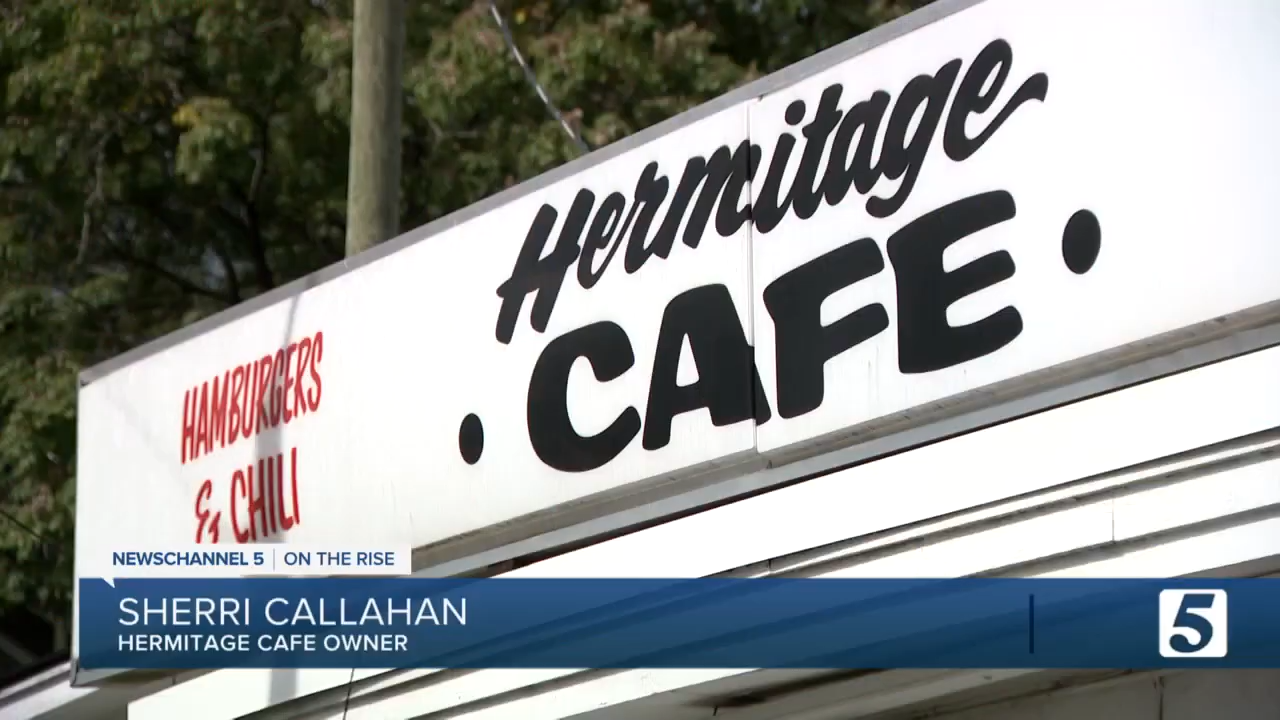 Hermitage
• CAFE •
HAMBURGERS
& CHILI
NEWSCHANNEL 5 | ON THE RISE
SHERRI CALLAHAN
HERMITAGE CAFE OWNER
5